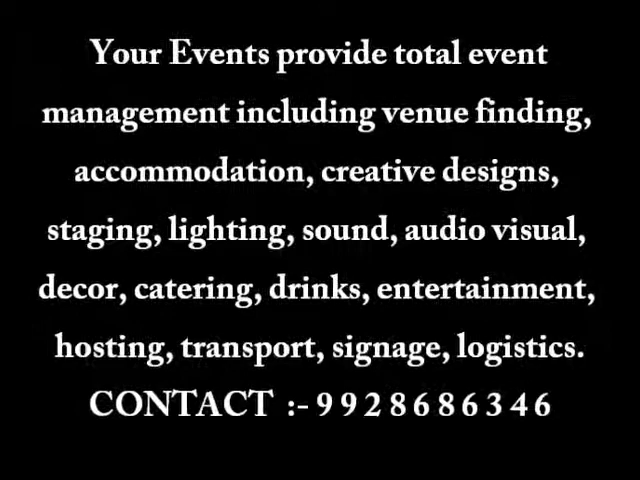 Your Events provide total event
management including venue finding,
accommodation, creative designs,
staging, lighting, sound, audio visual,
decor, catering, drinks, entertainment,
hosting, transport, signage, logistics.
CONTACT :- 9 9 2 8 6 8 6 3 4 6